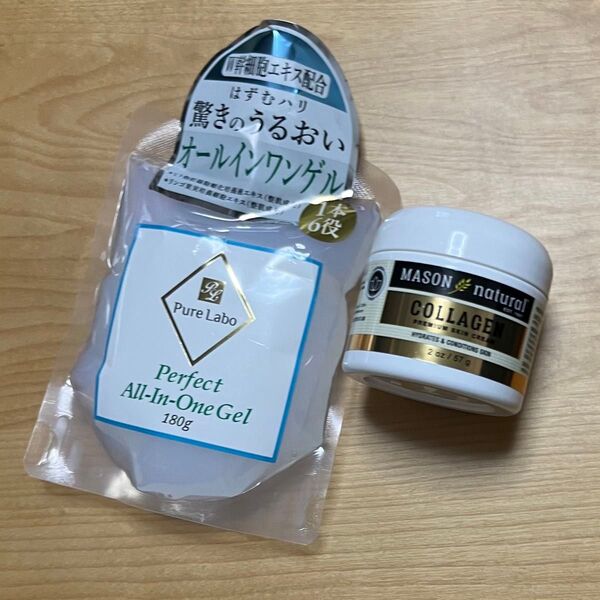 W幹細胞エキス配合
はずむハリ
驚きのうるおい
オールインワンゲル
1本
6役
PL
Pure Labo
Perfect
All-In-One Gel
180g
MASON natural
COLLAGEN
PREMIUM SKIN CREAM
HYDRATES & CONDITIONS SKIN
2 oz / 57 g